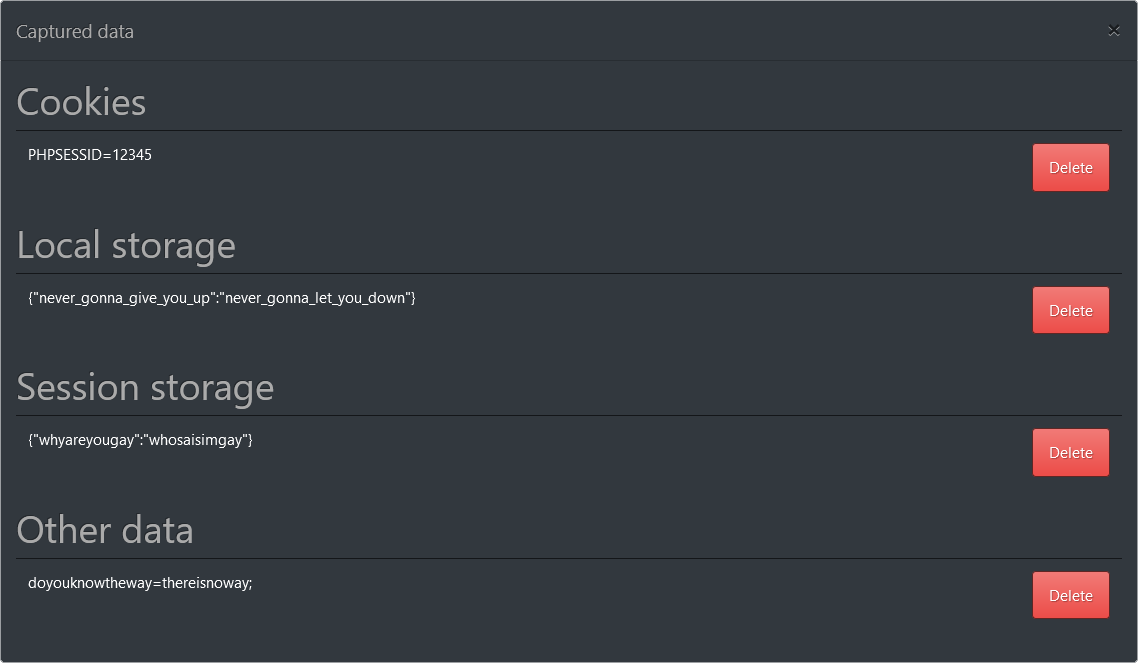 Captured data ×
Cookies
PHPSESSID=12345
Delete
Local storage
{"never_gonna_give_you_up":"never_gonna_let_you_down"}
Delete
Session storage
{"whyareyougay":"whosaisimgay"}
Delete
Other data
doyouknowtheway=thereisnoway;
Delete